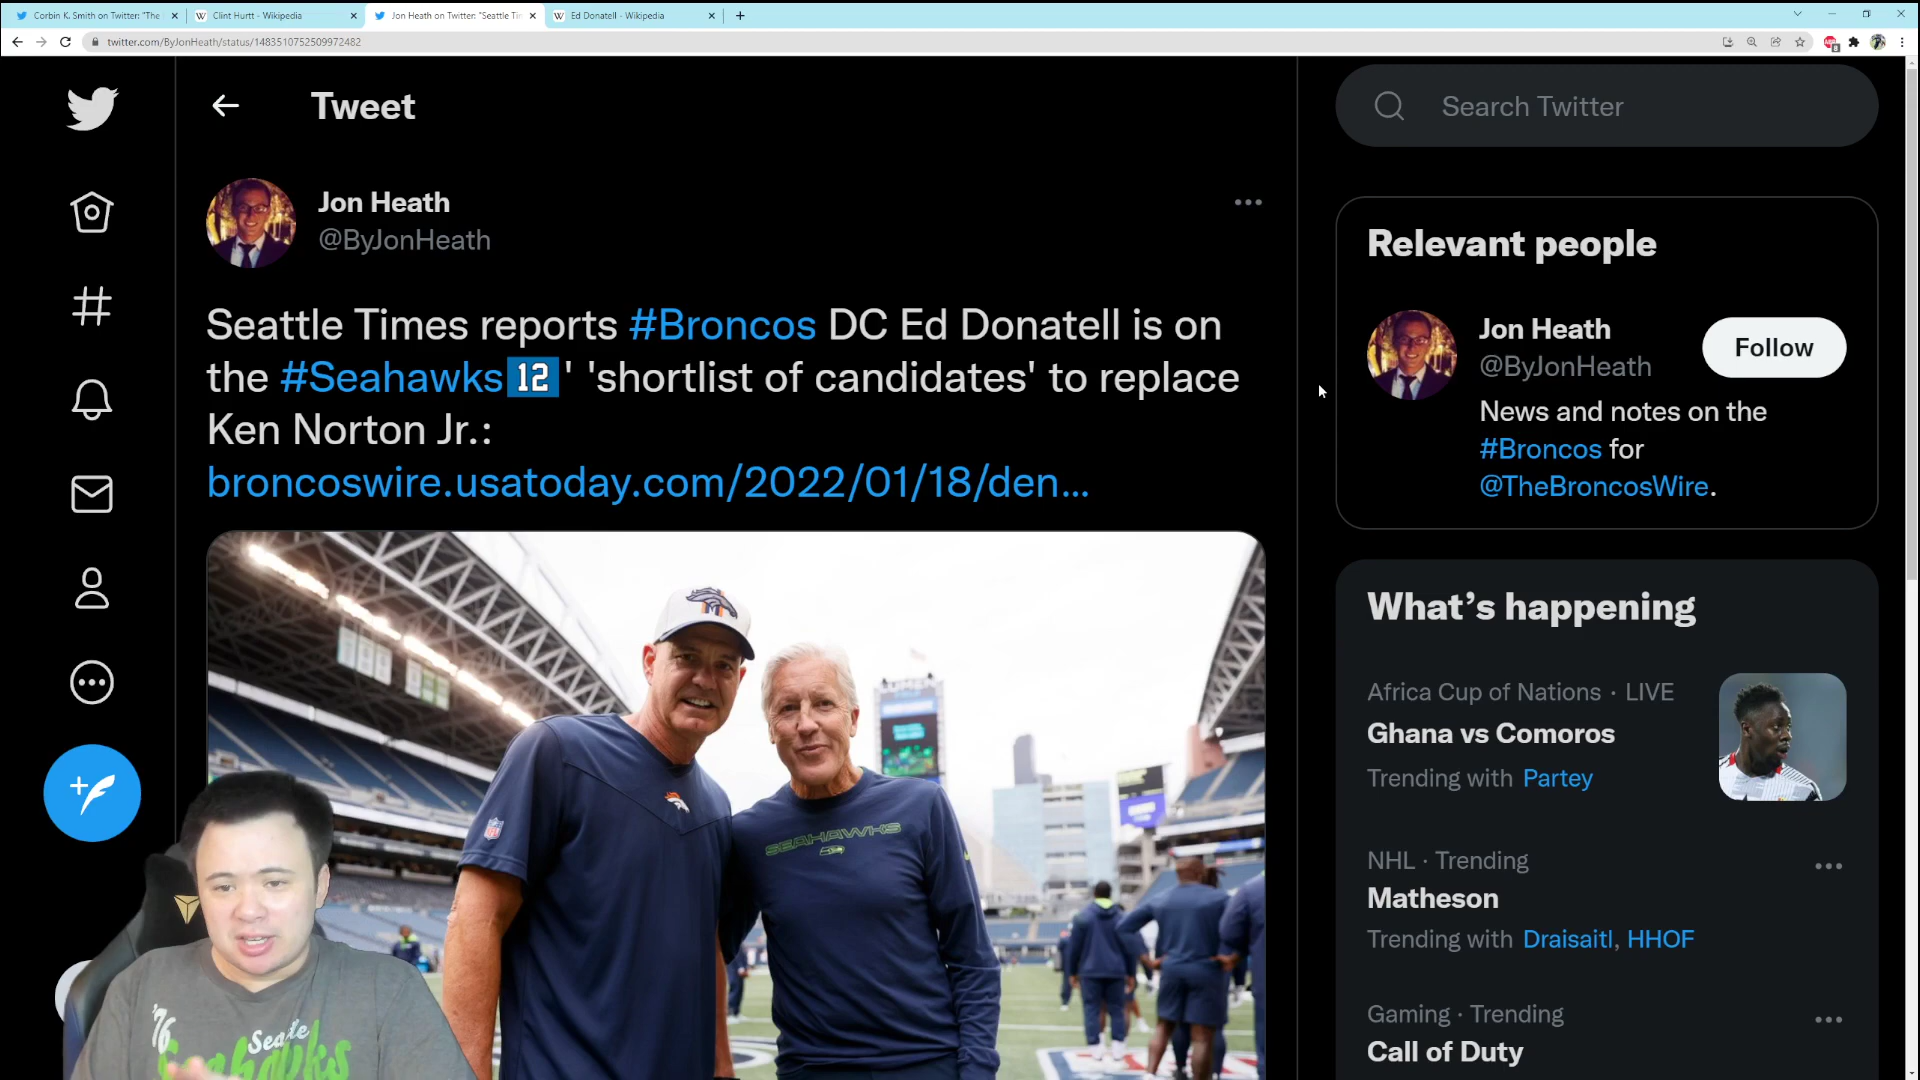 Corbin K. Smith on Twitter: "The
Clint Hurtt - Wikipedia
Jon Heath on Twitter: "Seattle Ti
Ed Donatell - Wikipedia
twitter.com/ByJonHeath/status/1483510752509972482
Tweet
Search Twitter
Jon Heath
@ByJonHeath
Seattle Times reports #Broncos DC Ed Donatell is on
the #Seahawks12' 'shortlist of candidates' to replace
Ken Norton Jr.:
broncoswire.usatoday.com/2022/01/18/den...
Relevant people
Jon Heath
@ByJonHeath
Follow
News and notes on the
#Broncos for
@TheBroncosWire.
What's happening
Africa Cup of Nations · LIVE
Ghana vs Comoros
Trending with Partey
NHL · Trending
Matheson
Trending with Draisaitl, HHOF
Gaming · Trending
Call of Duty
SEAHAWKS
NFL
'76
Seattle
Seahawks